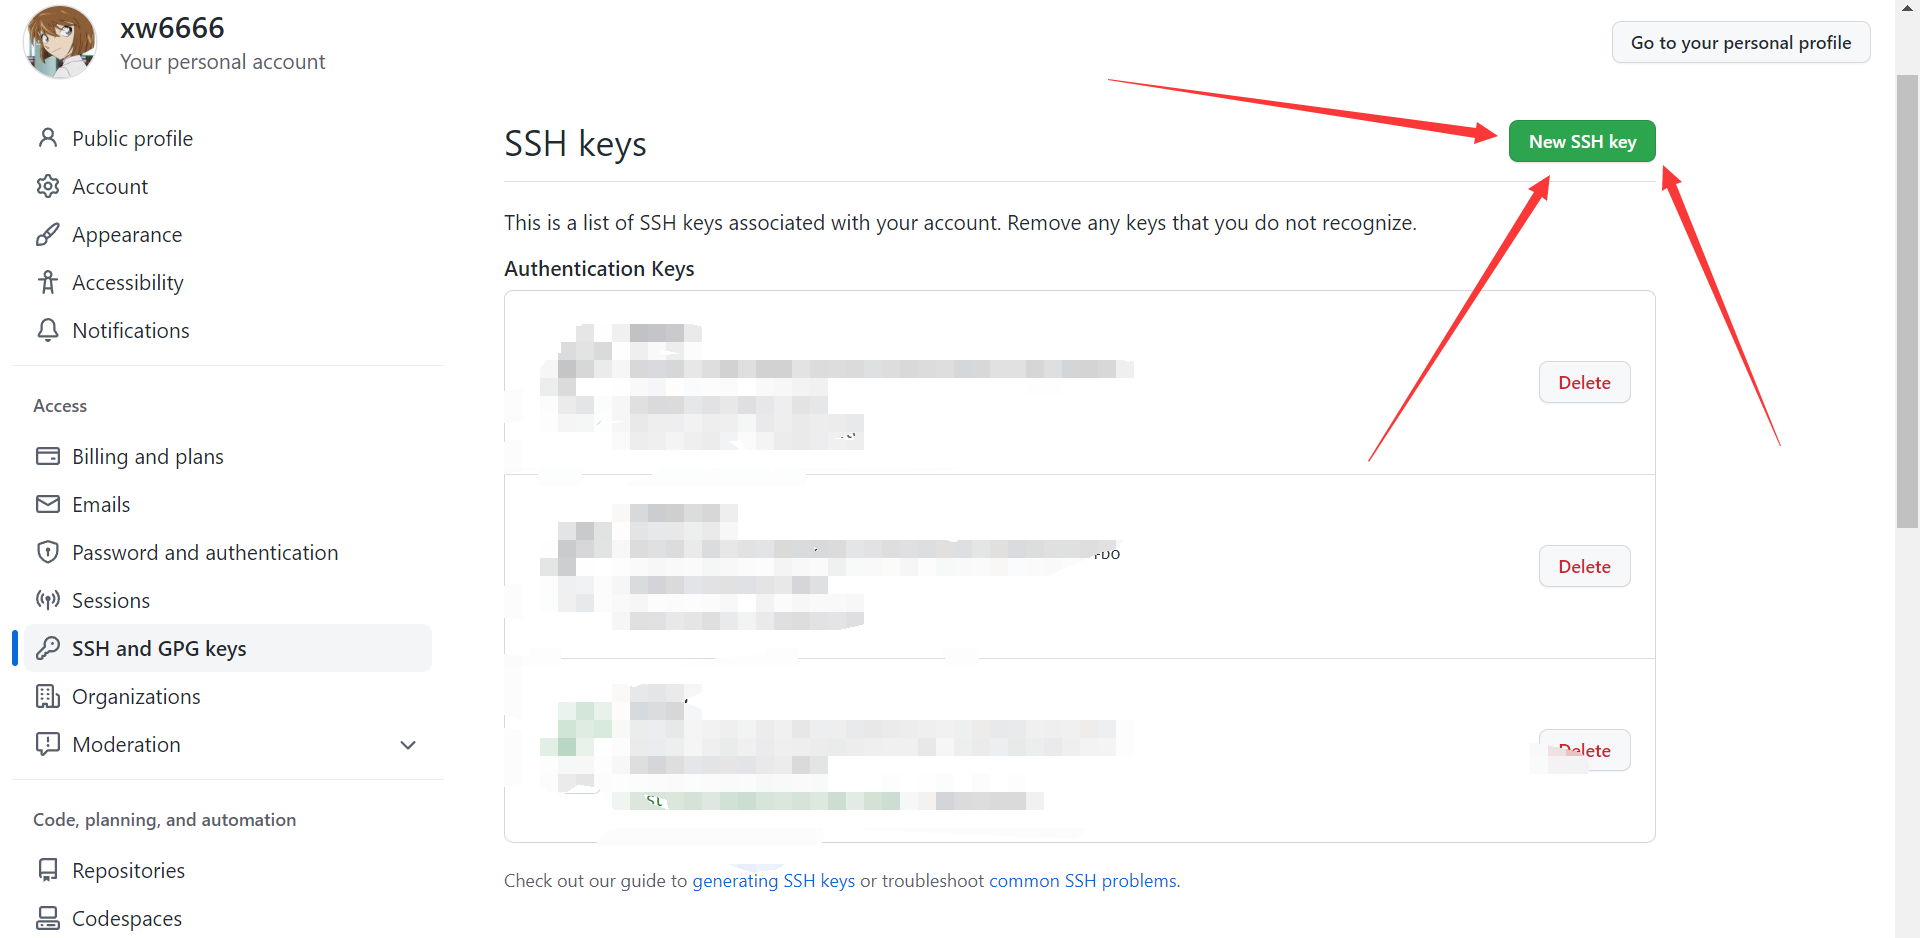 xw6666
Your personal account
Go to your personal profile
Public profile
Account
Appearance
Accessibility
Notifications
Access
Billing and plans
Emails
Password and authentication
Sessions
SSH and GPG keys
Organizations
Moderation
Code, planning, and automation
Repositories
Codespaces
SSH keys
New SSH key
This is a list of SSH keys associated with your account. Remove any keys that you do not recognize.
Authentication Keys
Delete
Delete
Delete
Check out our guide to generating SSH keys or troubleshoot common SSH problems.